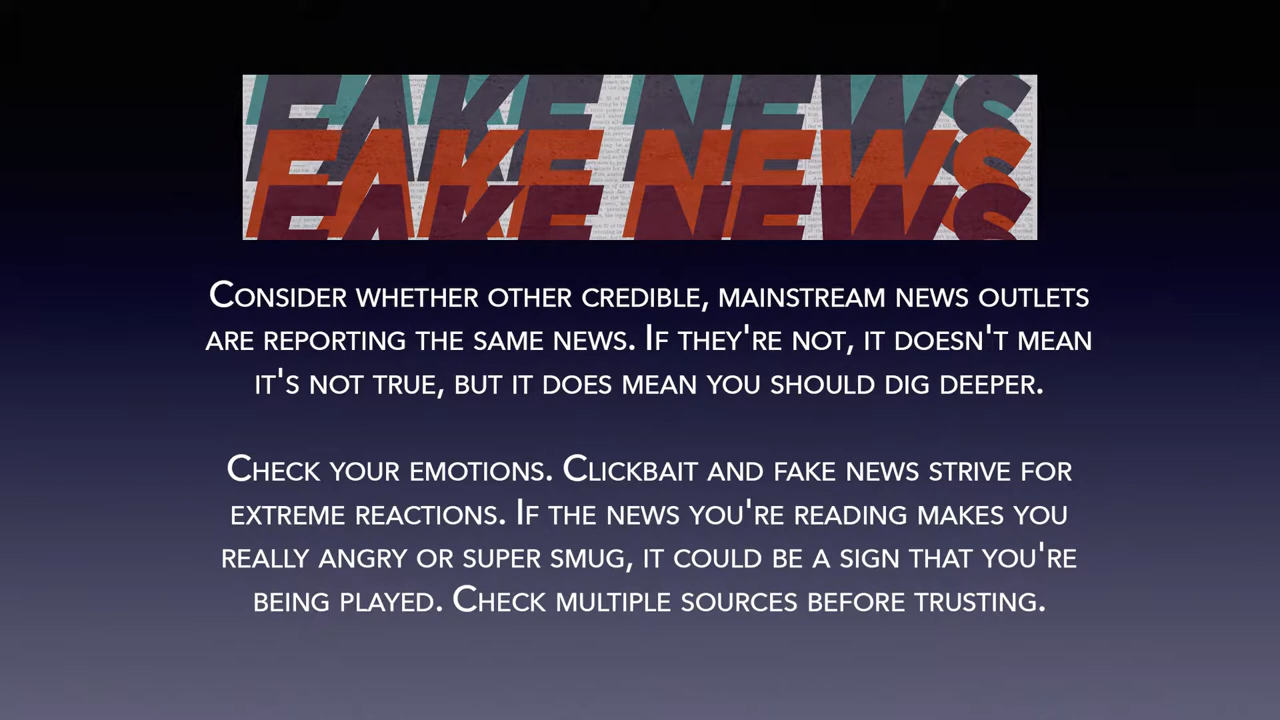 FAKE NEWS
FAKE NEWS
FAKE NEWS
Consider whether other credible, mainstream news outlets
are reporting the same news. If they're not, it doesn't mean
it's not true, but it does mean you should dig deeper.
Check your emotions. Clickbait and fake news strive for
extreme reactions. If the news you're reading makes you
really angry or super smug, it could be a sign that you're
being played. Check multiple sources before trusting.